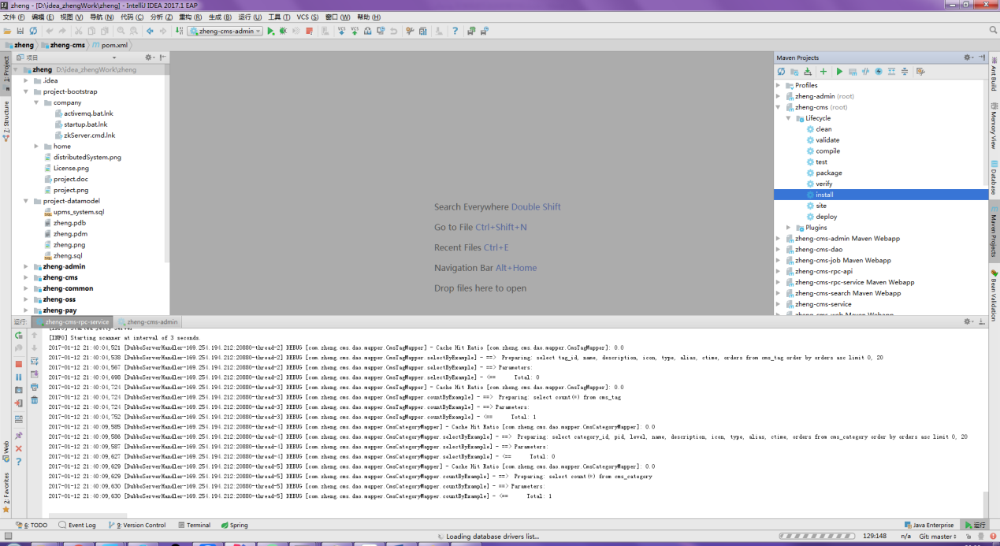 zheng - [D:\idea_zhengWork\zheng] - IntelliJ IDEA 2017.1 EAP
文件 (F) 编辑 (E) 视图 (V) 导航 (N) 代码 (C) 分析 (Z) 重构 (R) 生成 (B) 运行 (U) 工具 (T) VCS (S) 窗口 (W) 帮助 (H)
zheng-cms-admin
zheng zheng-cms pom.xml
1: Project
Z: Structure
Web
2: Favorites
项目
zheng D:\idea_zhengWork\zheng
.idea
project-bootstrap
company
activemq.bat.lnk
startup.bat.lnk
zkServer.cmd.lnk
home
distributedSystem.png
License.png
project.doc
project.png
project-datamodel
upms_system.sql
zheng.pdb
zheng.pdm
zheng.png
zheng.sql
zheng-admin
zheng-cms
zheng-common
zheng-oss
zheng-pay
Search Everywhere Double Shift
Go to File Ctrl+Shift+N
Recent Files Ctrl+E
Navigation Bar Alt+Home
Drop files here to open
Maven Projects
Profiles
zheng-admin (root)
zheng-cms (root)
Lifecycle
clean
validate
compile
test
package
verify
install
site
deploy
Plugins
zheng-cms-admin Maven Webapp
zheng-cms-dao
zheng-cms-job Maven Webapp
zheng-cms-rpc-api
zheng-cms-rpc-service Maven Webapp
zheng-cms-search Maven Webapp
zheng-cms-service
zheng-cms-web Maven Webapp
Ant Build
Memory View
Database
Maven Projects
Bean Validation
运行: zheng-cms-rpc-service zheng-cms-admin
[INFO] Started Jetty Server
[INFO] Starting scanner at interval of 3 seconds.
2017-01-12 21:40:04,521 [DubboServerHandler-169.254.194.212:20880-thread-2] DEBUG [com.zheng.cms.dao.mapper.CmsTagMapper] - Cache Hit Ratio [com.zheng.cms.dao.mapper.CmsTagMapper]: 0.0
2017-01-12 21:40:04,538 [DubboServerHandler-169.254.194.212:20880-thread-2] DEBUG [com.zheng.cms.dao.mapper.CmsTagMapper.selectByExample] - ==>  Preparing: select tag_id, name, description, icon, type, alias, ctime, orders from cms_tag order by orders asc limit 0, 20
2017-01-12 21:40:04,567 [DubboServerHandler-169.254.194.212:20880-thread-2] DEBUG [com.zheng.cms.dao.mapper.CmsTagMapper.selectByExample] - ==> Parameters:
2017-01-12 21:40:04,698 [DubboServerHandler-169.254.194.212:20880-thread-2] DEBUG [com.zheng.cms.dao.mapper.CmsTagMapper.selectByExample] - <==      Total: 0
2017-01-12 21:40:04,724 [DubboServerHandler-169.254.194.212:20880-thread-3] DEBUG [com.zheng.cms.dao.mapper.CmsTagMapper] - Cache Hit Ratio [com.zheng.cms.dao.mapper.CmsTagMapper]: 0.0
2017-01-12 21:40:04,724 [DubboServerHandler-169.254.194.212:20880-thread-3] DEBUG [com.zheng.cms.dao.mapper.CmsTagMapper.countByExample] - ==>  Preparing: select count(*) from cms_tag
2017-01-12 21:40:04,724 [DubboServerHandler-169.254.194.212:20880-thread-3] DEBUG [com.zheng.cms.dao.mapper.CmsTagMapper.countByExample] - ==> Parameters:
2017-01-12 21:40:04,752 [DubboServerHandler-169.254.194.212:20880-thread-3] DEBUG [com.zheng.cms.dao.mapper.CmsTagMapper.countByExample] - <==      Total: 1
2017-01-12 21:40:09,585 [DubboServerHandler-169.254.194.212:20880-thread-4] DEBUG [com.zheng.cms.dao.mapper.CmsCategoryMapper] - Cache Hit Ratio [com.zheng.cms.dao.mapper.CmsCategoryMapper]: 0.0
2017-01-12 21:40:09,586 [DubboServerHandler-169.254.194.212:20880-thread-4] DEBUG [com.zheng.cms.dao.mapper.CmsCategoryMapper.selectByExample] - ==>  Preparing: select category_id, pid, level, name, description, icon, type, alias, ctime, orders from cms_category order by orders asc limit 0, 20
2017-01-12 21:40:09,587 [DubboServerHandler-169.254.194.212:20880-thread-4] DEBUG [com.zheng.cms.dao.mapper.CmsCategoryMapper.selectByExample] - ==> Parameters:
2017-01-12 21:40:09,627 [DubboServerHandler-169.254.194.212:20880-thread-4] DEBUG [com.zheng.cms.dao.mapper.CmsCategoryMapper.selectByExample] - <==      Total: 0
2017-01-12 21:40:09,629 [DubboServerHandler-169.254.194.212:20880-thread-5] DEBUG [com.zheng.cms.dao.mapper.CmsCategoryMapper] - Cache Hit Ratio [com.zheng.cms.dao.mapper.CmsCategoryMapper]: 0.0
2017-01-12 21:40:09,629 [DubboServerHandler-169.254.194.212:20880-thread-5] DEBUG [com.zheng.cms.dao.mapper.CmsCategoryMapper.countByExample] - ==>  Preparing: select count(*) from cms_category
2017-01-12 21:40:09,630 [DubboServerHandler-169.254.194.212:20880-thread-5] DEBUG [com.zheng.cms.dao.mapper.CmsCategoryMapper.countByExample] - ==> Parameters:
2017-01-12 21:40:09,630 [DubboServerHandler-169.254.194.212:20880-thread-5] DEBUG [com.zheng.cms.dao.mapper.CmsCategoryMapper.countByExample] - <==      Total: 1
6: TODO Event Log 9: Version Control Terminal Spring Java Enterprise 运行
Loading database drivers list... 129:148 n/a Git: master